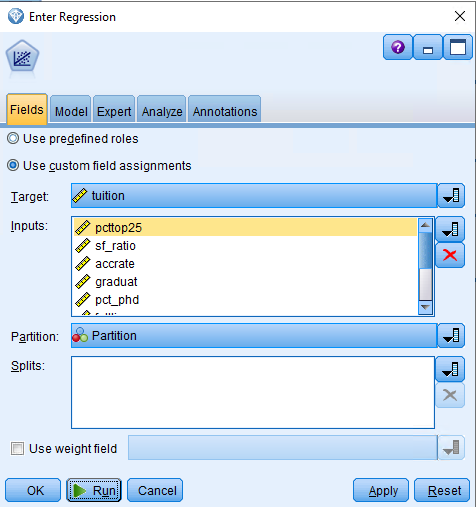 Enter Regression
Fields Model Expert Analyze Annotations
Use predefined roles
Use custom field assignments
Target: tuition
Inputs: pcttop25
sf_ratio
accrate
graduat
pct_phd
Partition: Partition
Splits:
Use weight field
OK Run Cancel Apply Reset